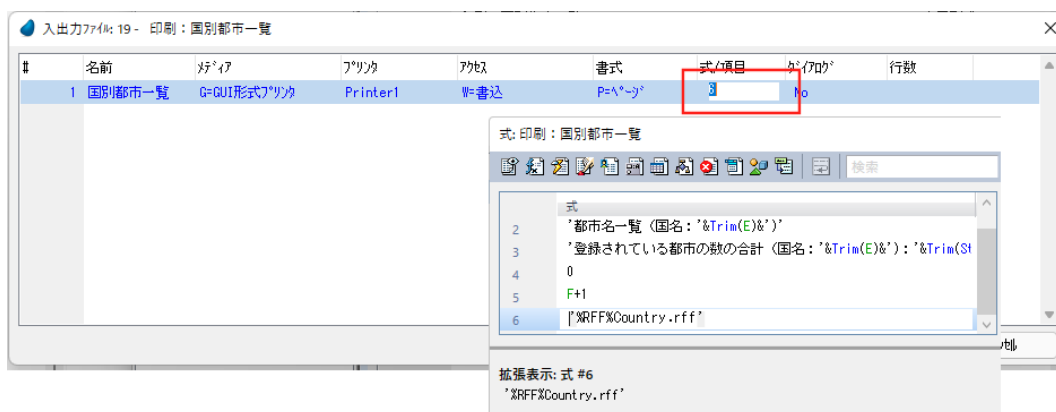 入出力ﾌｧｲﾙ: 19 - 印刷：国別都市一覧
# 名前 ﾒﾃﾞｨｱ ﾌﾟﾘﾝﾀ ｱｸｾｽ 書式 式/項目 ﾀﾞｲｱﾛｸﾞ 行数
1 国別都市一覧 G=GUI形式ﾌﾟﾘﾝﾀ Printer1 W=書込 P=ﾍﾟｰｼﾞ 6 No
式: 印刷：国別都市一覧
検索
式
2 '都市名一覧（国名：'&Trim(E)&')'
3 '登録されている都市の数の合計（国名：'&Trim(E)&')：'&Trim(St
4 0
5 F+1
6 '%RFF%Country.rff'
拡張表示: 式 #6
'%RFF%Country.rff'